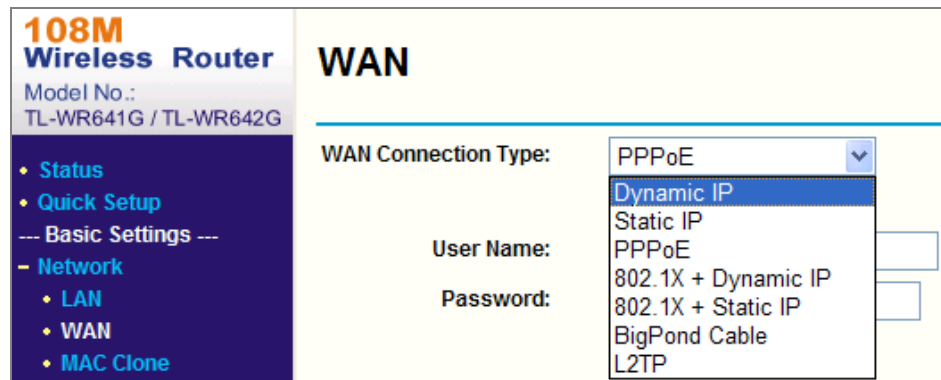 108M
Wireless Router
Model No.:
TL-WR641G / TL-WR642G
• Status
• Quick Setup
--- Basic Settings ---
– Network
• LAN
• WAN
• MAC Clone
WAN
WAN Connection Type:
PPPoE
Dynamic IP
Static IP
PPPoE
802.1X + Dynamic IP
802.1X + Static IP
BigPond Cable
L2TP
User Name:
Password: